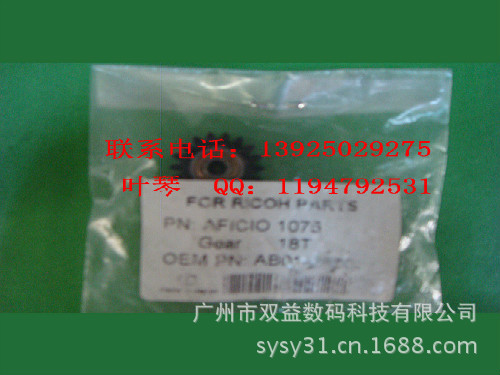 联系电话：13925029275
叶琴 QQ：1194792531
FOR RICOH PARTS
PN: AFICIO 1075
Gear 18T
OEM PN: AB01
广州市双益数码科技有限公司
sysy31.cn.1688.com